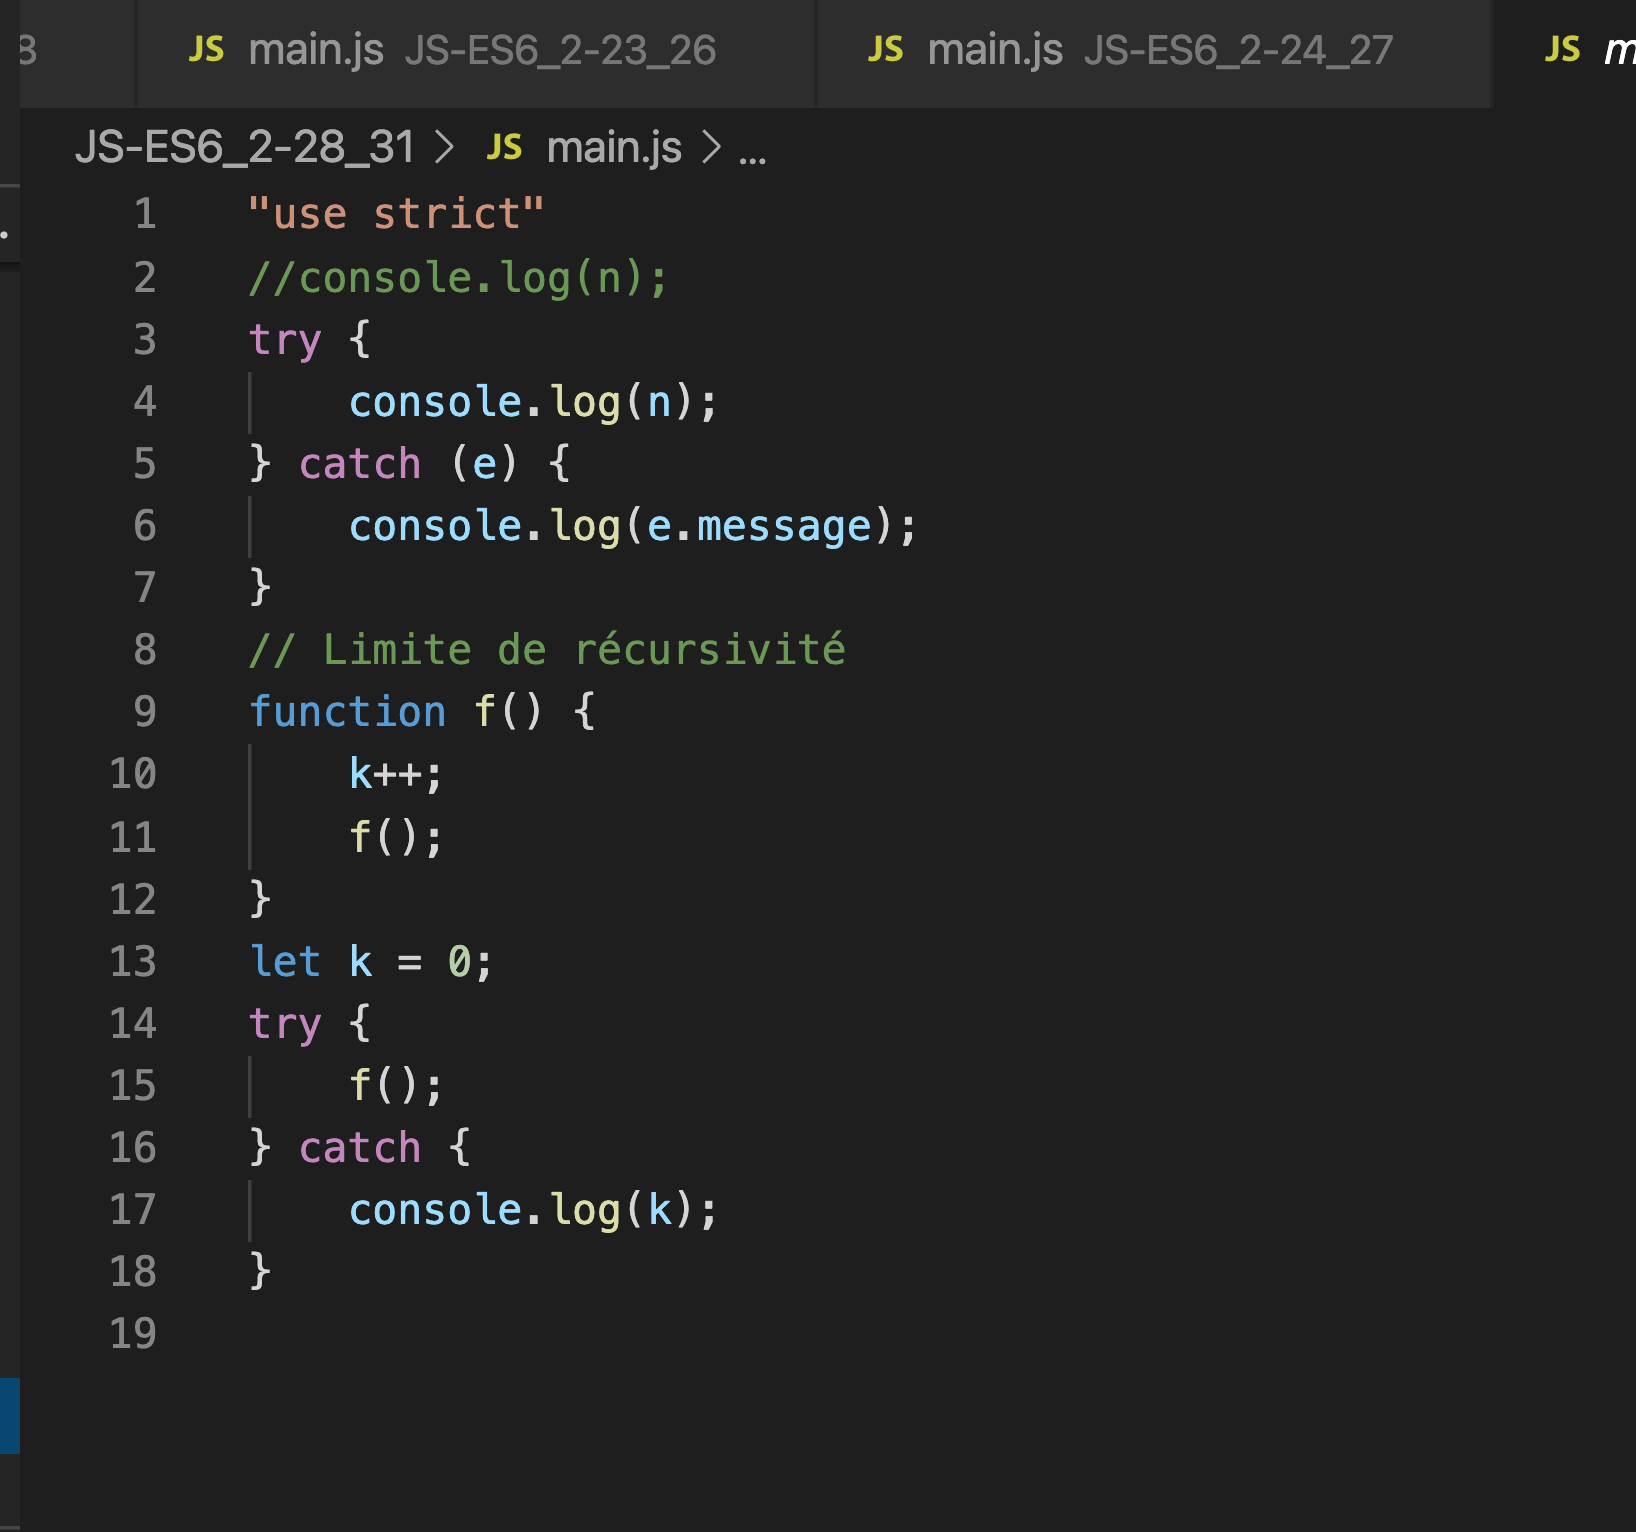 8 JS main.js JS-ES6_2-23_26 JS main.js JS-ES6_2-24_27 JS m
JS-ES6_2-28_31 > JS main.js > ...
1 "use strict"
2 //console.log(n);
3 try {
4 console.log(n);
5 } catch (e) {
6 console.log(e.message);
7 }
8 // Limite de récursivité
9 function f() {
10 k++;
11 f();
12 }
13 let k = 0;
14 try {
15 f();
16 } catch {
17 console.log(k);
18 }
19